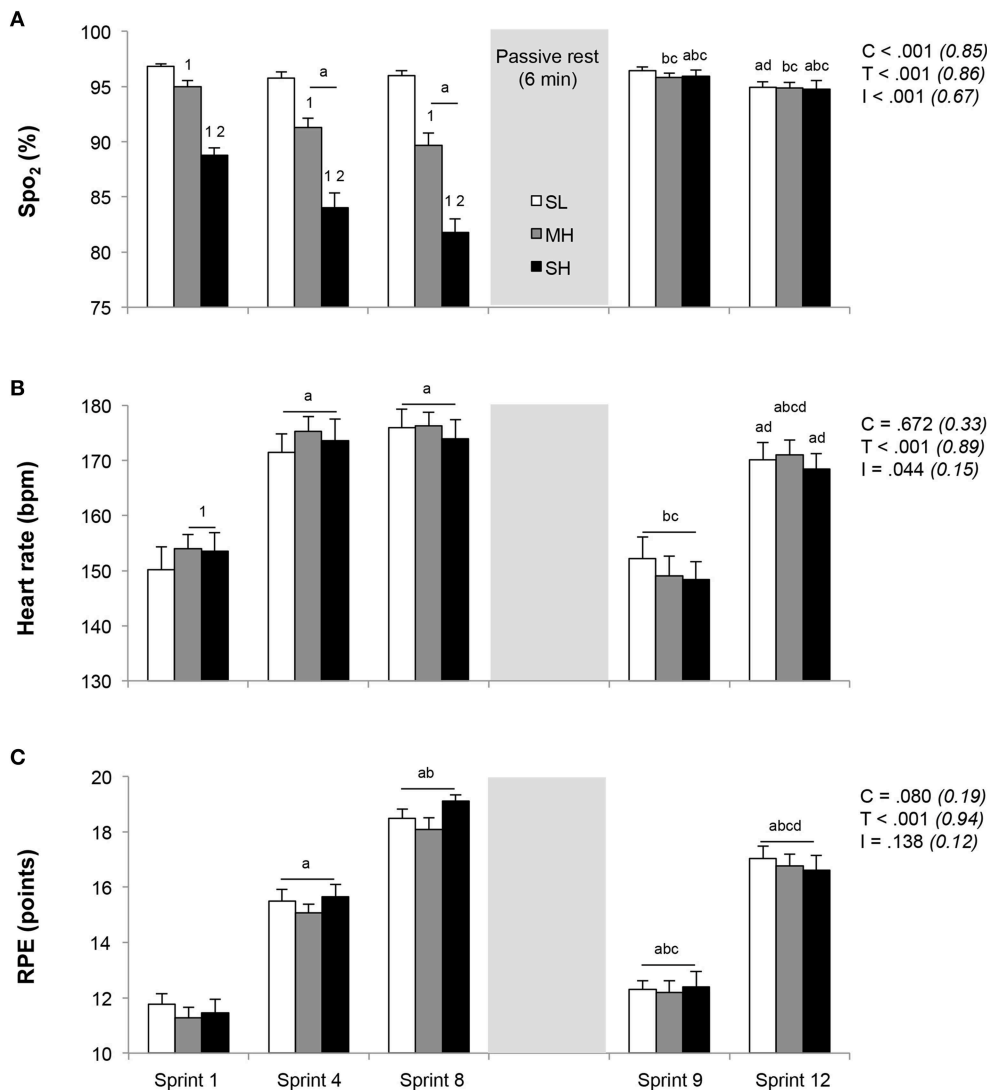 A
Spo2 (%)
100
95
90
85
80
75
1
1 2
a
1
1 2
a
1
1 2
Passive rest
(6 min)
SL
MH
SH
bc
abc
ad
bc
abc
C < .001 (0.85)
T < .001 (0.86)
I < .001 (0.67)
B
Heart rate (bpm)
180
170
160
150
140
130
1
a
a
bc
ad
abcd
ad
C = .672 (0.33)
T < .001 (0.89)
I = .044 (0.15)
C
RPE (points)
20
18
16
14
12
10
a
ab
abc
abcd
C = .080 (0.19)
T < .001 (0.94)
I = .138 (0.12)
Sprint 1
Sprint 4
Sprint 8
Sprint 9
Sprint 12